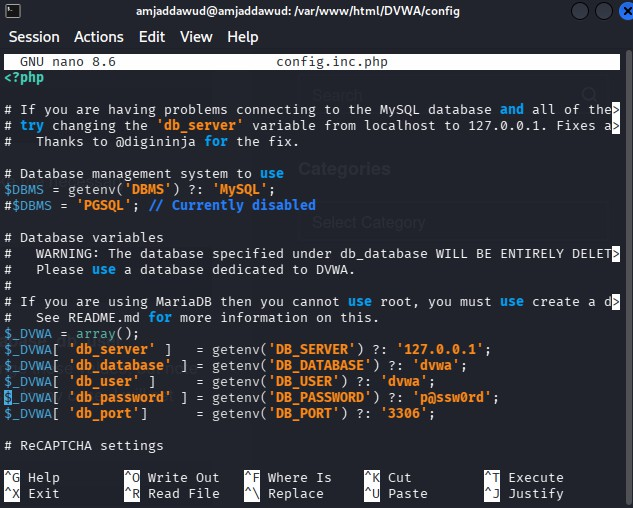 amjaddawud@amjaddawud: /var/www/html/DVWA/config
Session Actions Edit View Help
GNU nano 8.6 config.inc.php
<?php
Search
# If you are having problems connecting to the MySQL database and all of the>
# try changing the 'db_server' variable from localhost to 127.0.0.1. Fixes a>
#   Thanks to @digininja for the fix.
Categories
# Database management system to use
$DBMS = getenv('DBMS') ?: 'MySQL';
#$DBMS = 'PGSQL'; // Currently disabled
Select Category
# Database variables
#   WARNING: The database specified under db_database WILL BE ENTIRELY DELET>
#   Please use a database dedicated to DVWA.
#
# If you are using MariaDB then you cannot use root, you must use create a d>
#   See README.md for more information on this.
$_DVWA = array();
$_DVWA[ 'db_server' ]   = getenv('DB_SERVER') ?: '127.0.0.1';
$_DVWA[ 'db_database' ] = getenv('DB_DATABASE') ?: 'dvwa';
$_DVWA[ 'db_user' ]     = getenv('DB_USER') ?: 'dvwa';
$_DVWA[ 'db_password' ] = getenv('DB_PASSWORD') ?: 'p@ssw0rd';
$_DVWA[ 'db_port']      = getenv('DB_PORT') ?: '3306';
# ReCAPTCHA settings
^G Help ^O Write Out ^F Where Is ^K Cut ^T Execute
^X Exit ^R Read File ^\ Replace ^U Paste ^J Justify